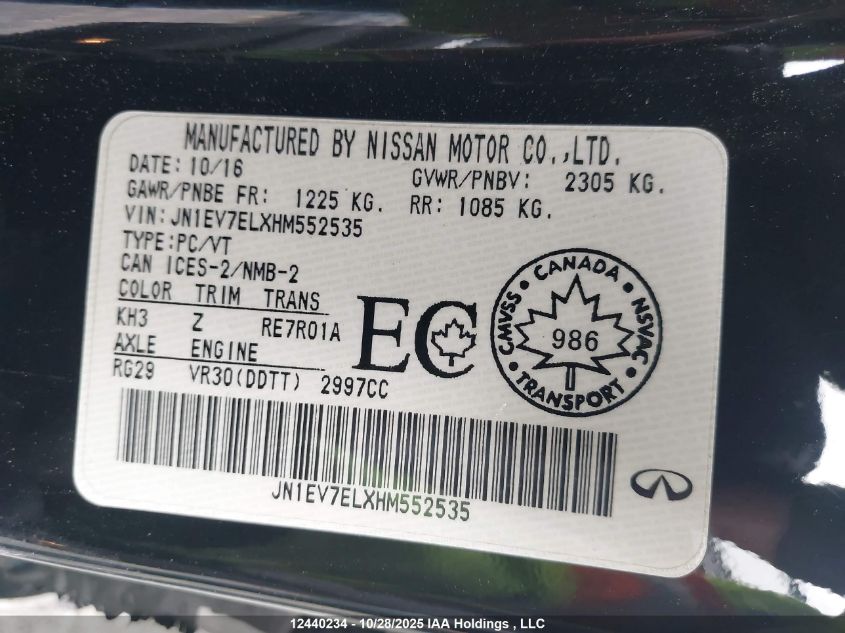 MANUFACTURED BY NISSAN MOTOR CO.,LTD.
DATE: 10/16 GVWR/PNBV: 2305 KG.
GAWR/PNBE FR: 1225 KG. RR: 1085 KG.
VIN: JN1EV7ELXHM552535
TYPE:PC/VT
CAN ICES-2/NMB-2
COLOR TRIM TRANS
KH3 Z RE7R01A
AXLE ENGINE
RG29 VR30(DDTT) 2997CC
EC
CANADA
CMVSS
NSVAC
986
TRANSPORT
JN1EV7ELXHM552535
12440234 - 10/28/2025 IAA Holdings , LLC